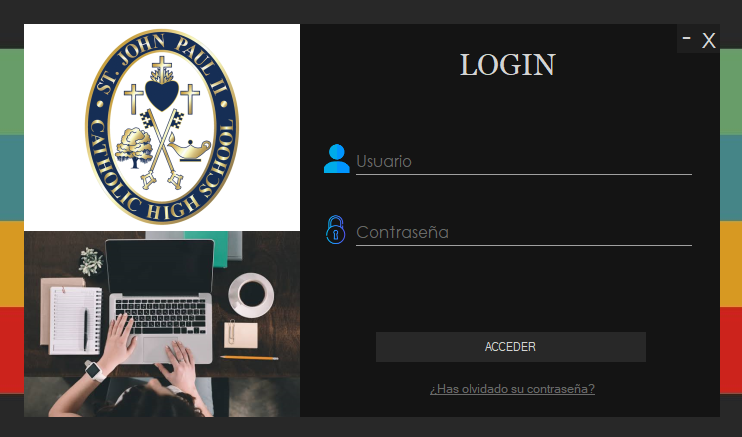 ST. JOHN PAUL II
CATHOLIC HIGH SCHOOL
- X
LOGIN
Usuario
Contraseña
ACCEDER
¿Has olvidado su contraseña?